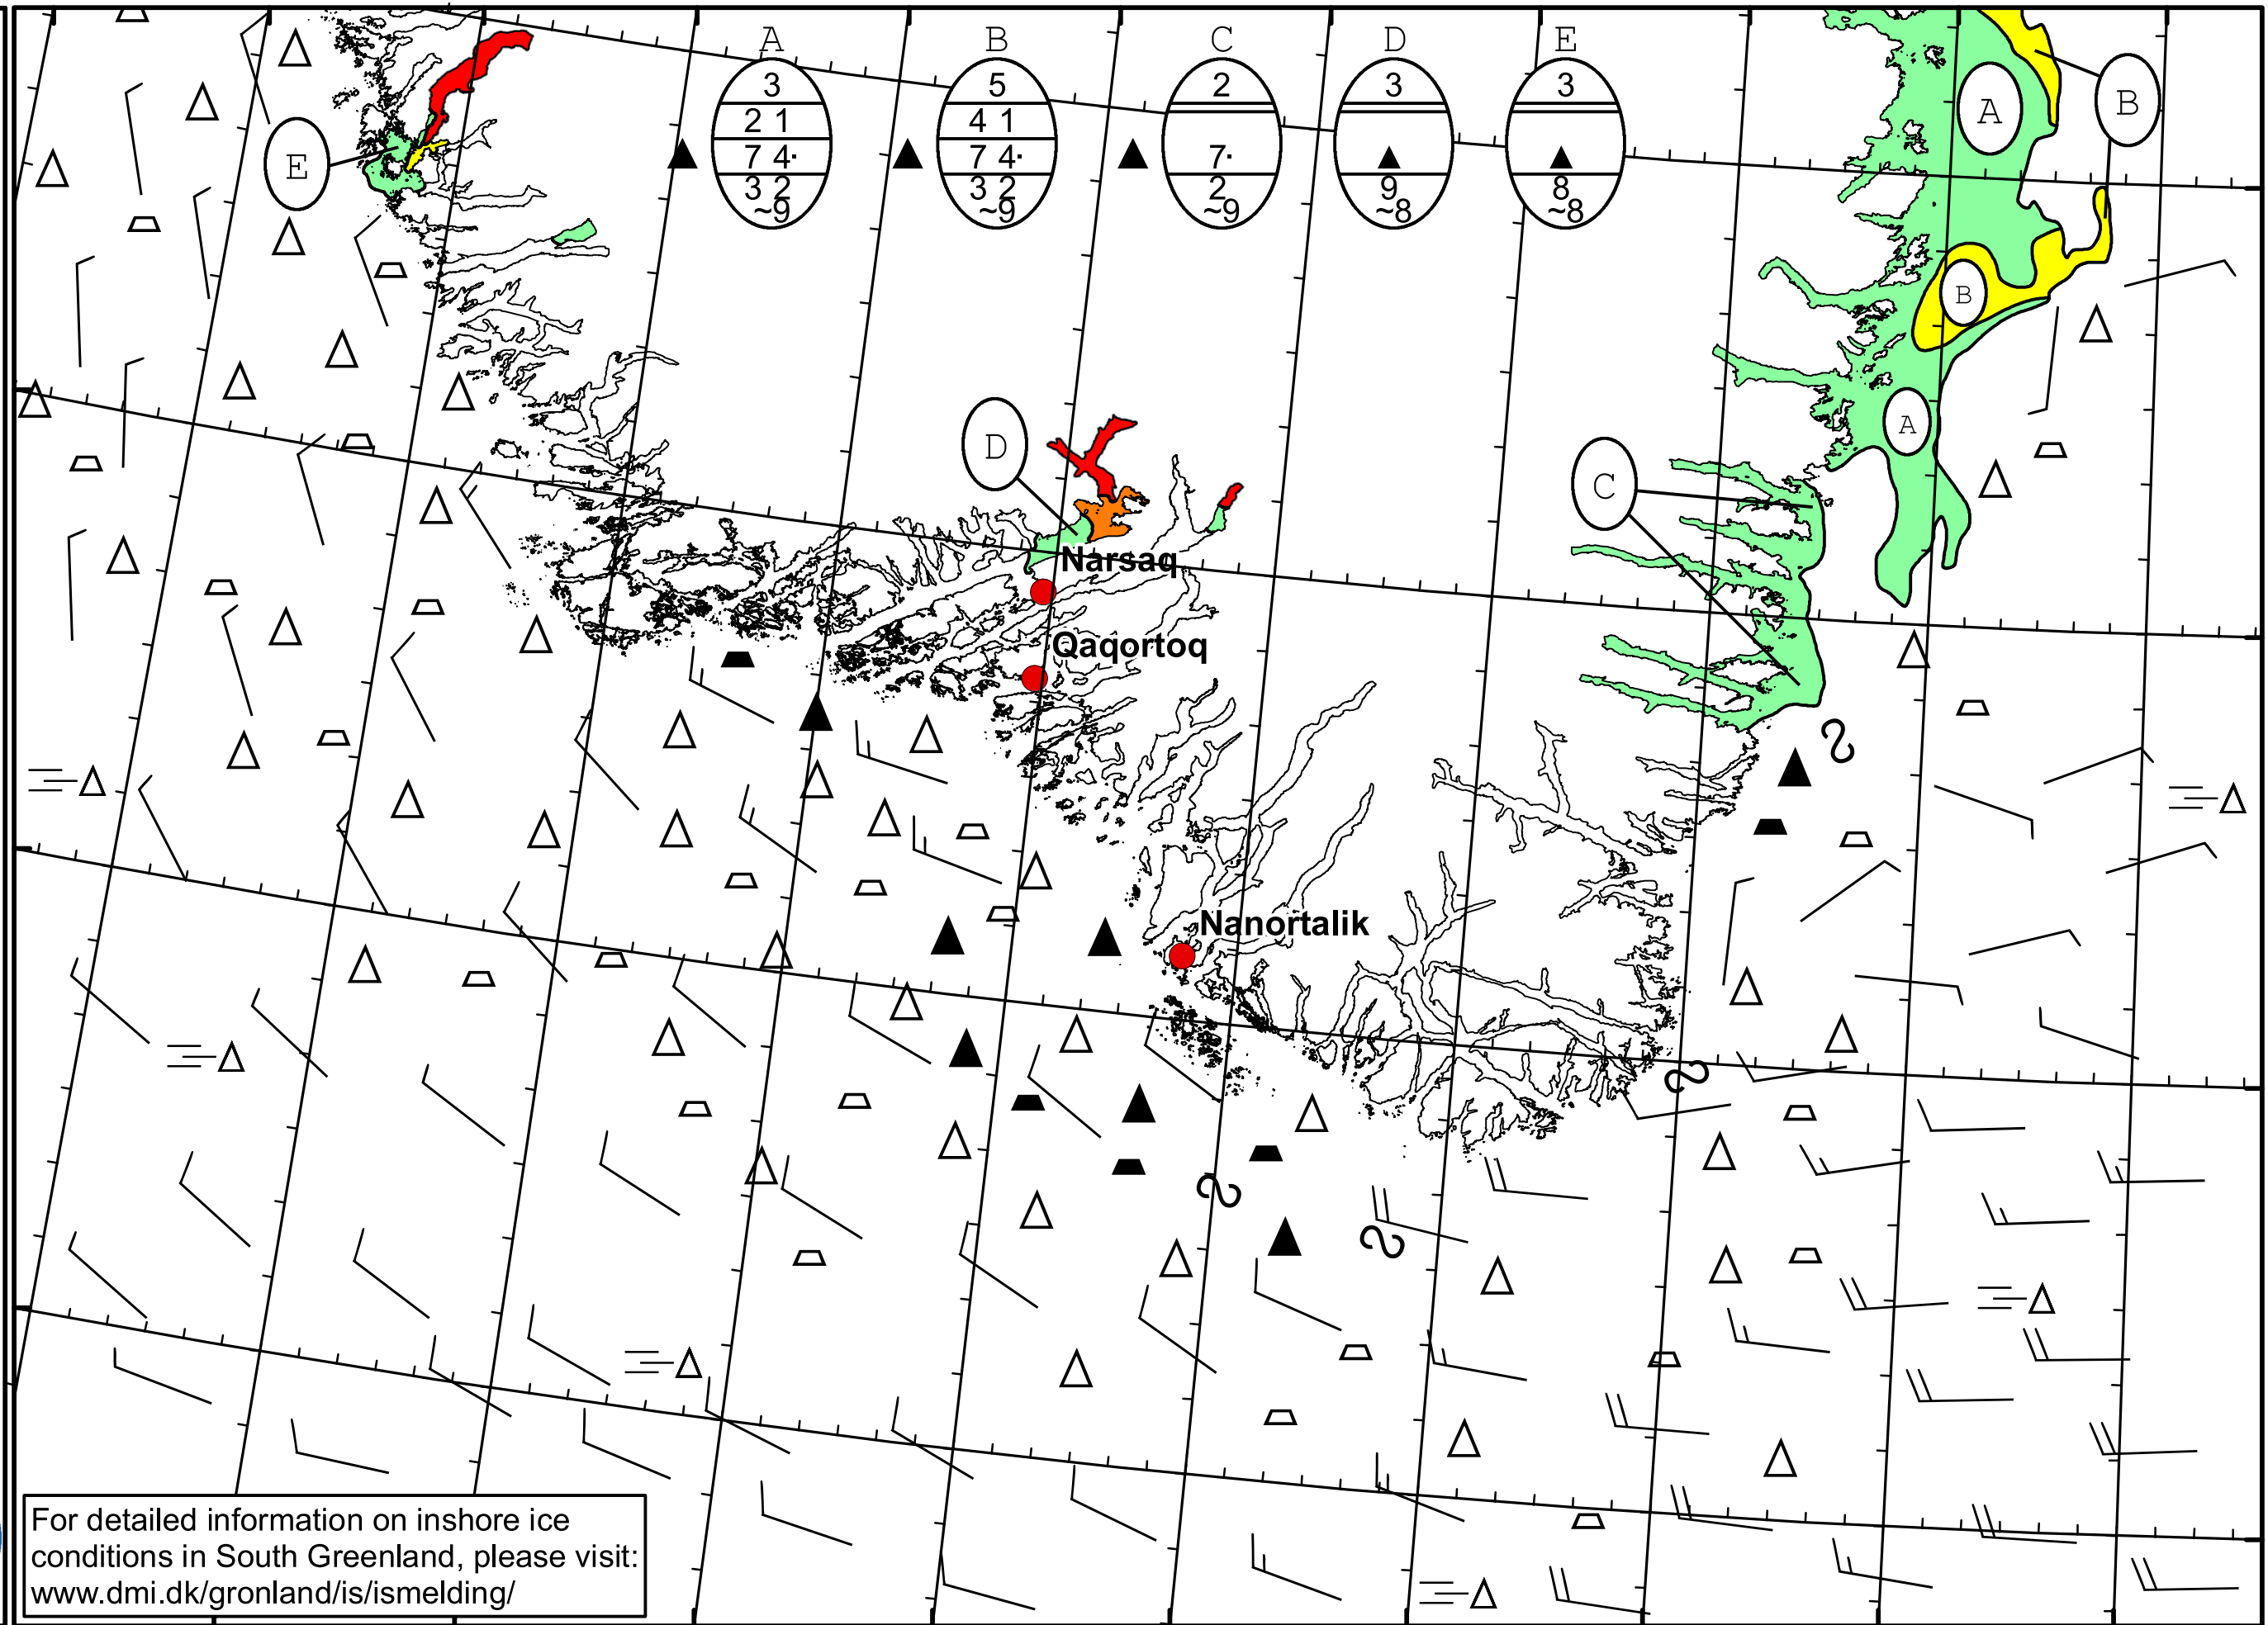 A B C D E
3 5 2 3 3
2 1 4 1
7 4· 7 4· 7·
3 2 3 2 2 9 8
~9 ~9 ~9 ~8 ~8
A
B
E
B
A
D
C
Narsaq
Qaqortoq
Nanortalik
For detailed information on inshore ice
conditions in South Greenland, please visit:
www.dmi.dk/gronland/is/ismelding/